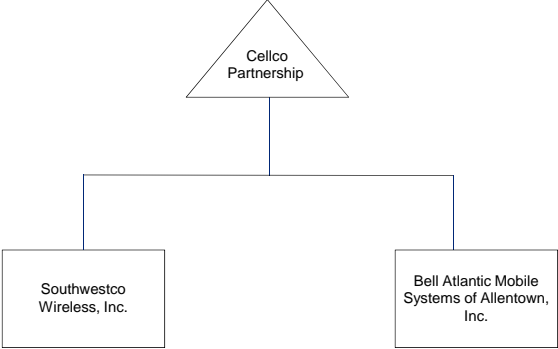 Cellco
Partnership
Southwestco
Wireless, Inc.
Bell Atlantic Mobile
Systems of Allentown,
Inc.